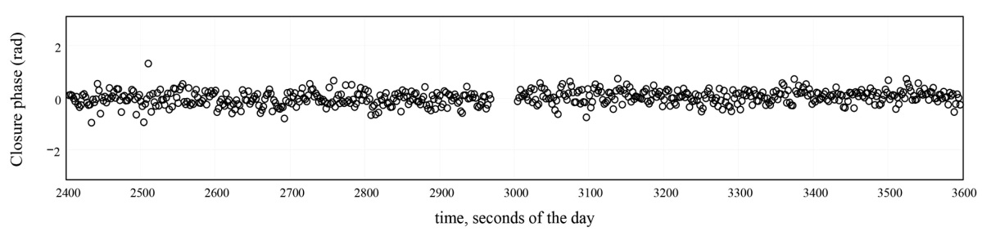 Closure phase (rad)
2
0
−2
2400 2500 2600 2700 2800 2900 3000 3100 3200 3300 3400 3500 3600
time, seconds of the day